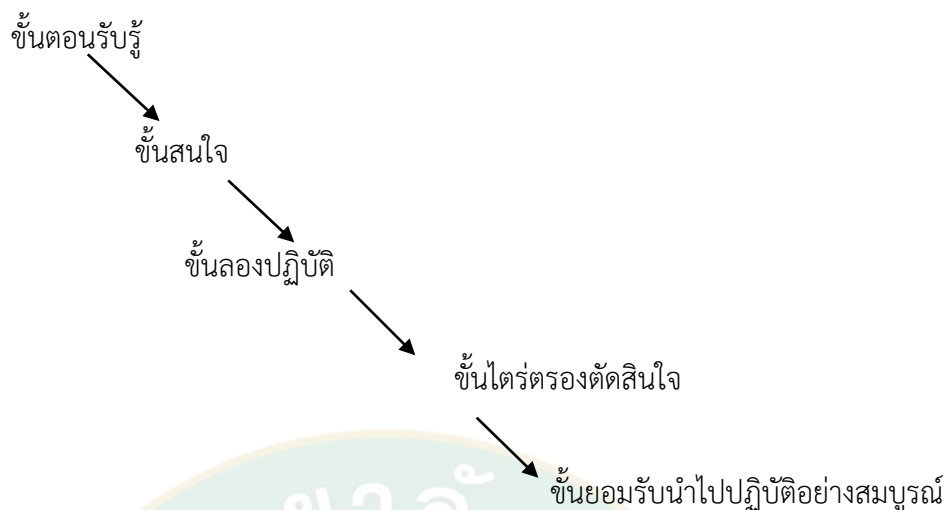 ขั้นตอนรับรู้
ขั้นสนใจ
ขั้นลองปฏิบัติ
ขั้นไตร่ตรองตัดสินใจ
ขั้นยอมรับนำไปปฏิบัติอย่างสมบูรณ์